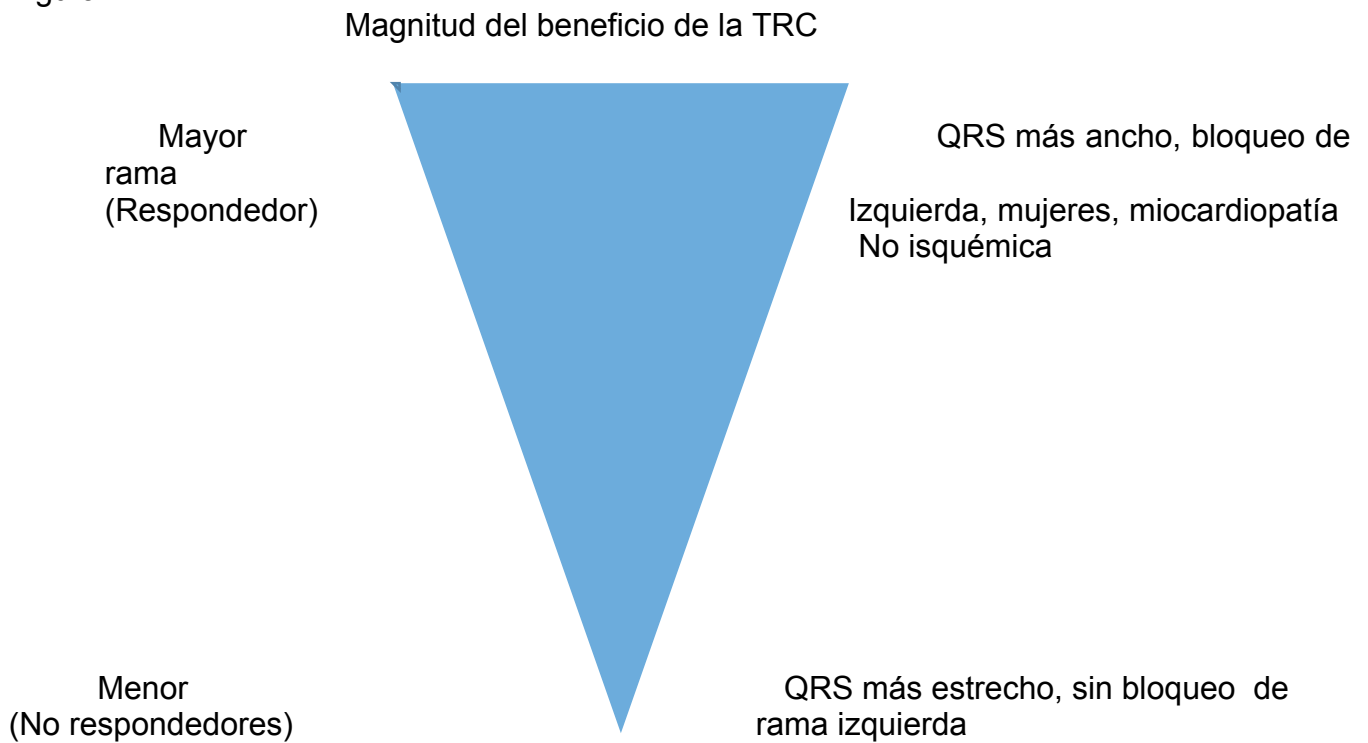 Magnitud del beneficio de la TRC
Mayor QRS más ancho, bloqueo de
rama
(Respondedor) Izquierda, mujeres, miocardiopatía
No isquémica
Menor QRS más estrecho, sin bloqueo de
(No respondedores) rama izquierda